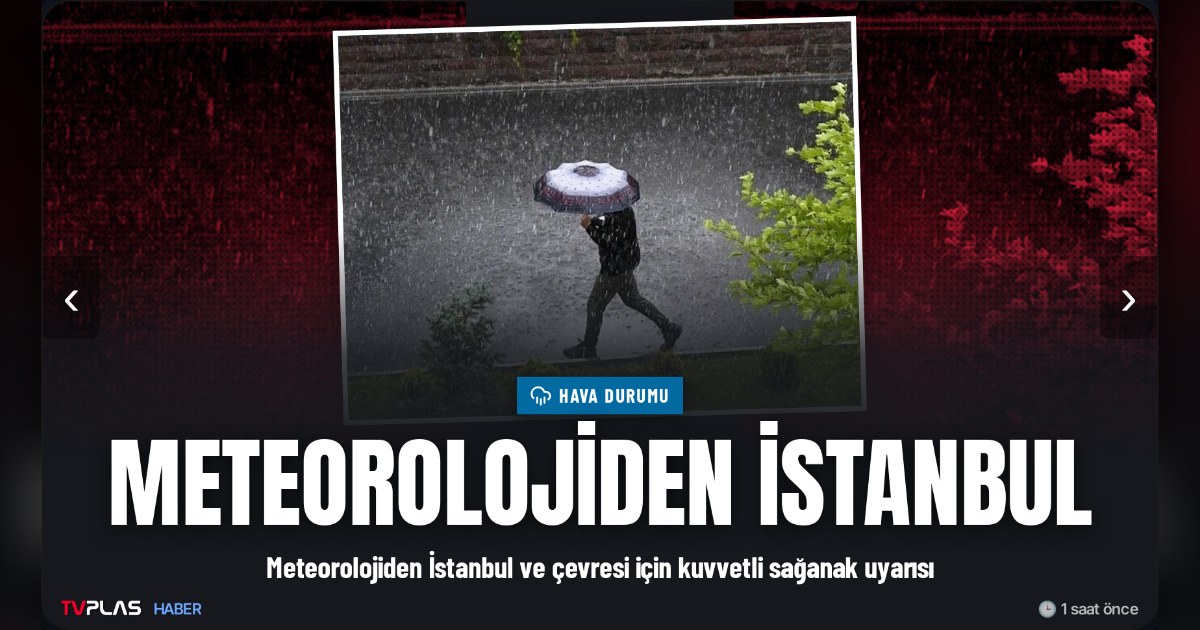 HAVA DURUMU
METEOROLOJİDEN İSTANBUL
Meteorolojiden İstanbul ve çevresi için kuvvetli sağanak uyarısı
TVPLAS HABER
1 saat önce